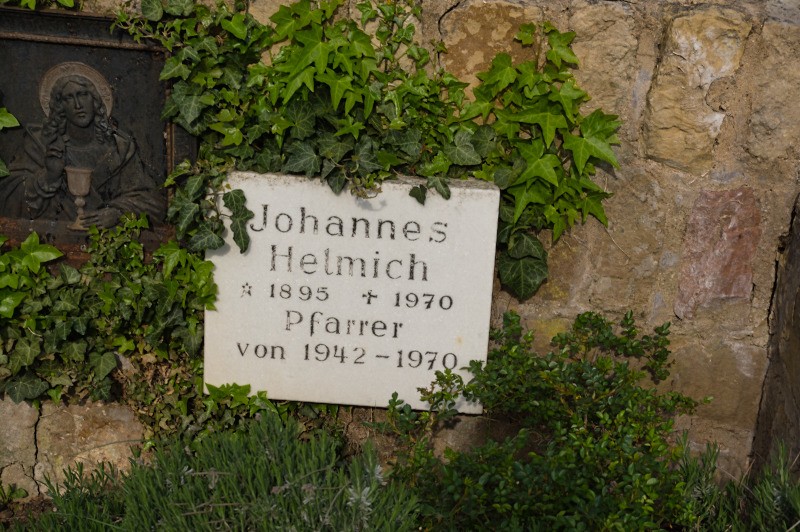 Johannes
Helmich
* 1895 ✝ 1970
Pfarrer
von 1942 - 1970